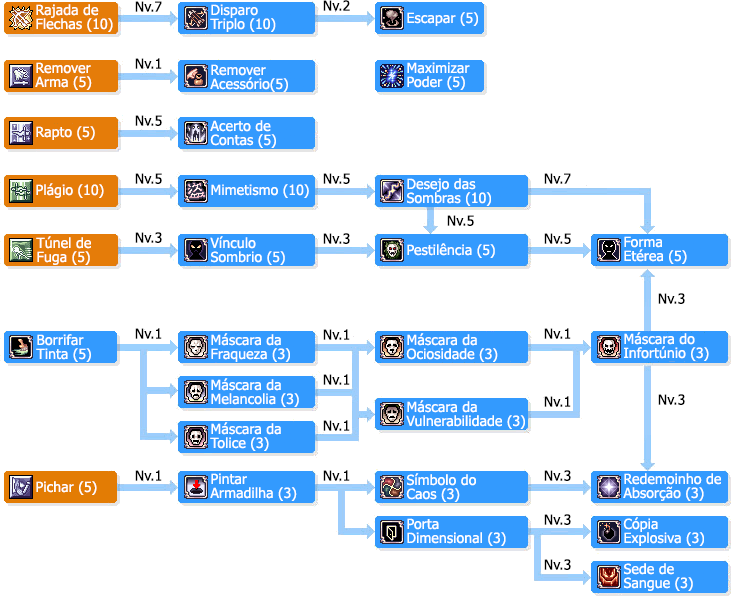 Rajada de
Flechas (10)
Nv.7
Disparo
Triplo (10)
Nv.2
Escapar (5)
Remover
Arma (5)
Nv.1
Remover
Acessório(5)
Maximizar
Poder (5)
Rapto (5)
Nv.5
Acerto de
Contas (5)
Plágio (10)
Nv.5
Mimetismo (10)
Nv.5
Desejo das
Sombras (10)
Nv.7
Nv.5
Túnel de
Fuga (5)
Nv.3
Vínculo
Sombrio (5)
Nv.3
Pestilência (5)
Nv.5
Forma
Etérea (5)
Nv.3
Borrifar
Tinta (5)
Nv.1
Máscara da
Fraqueza (3)
Nv.1
Máscara da
Ociosidade (3)
Nv.1
Máscara do
Infortúnio (3)
Máscara da
Melancolia (3)
Nv.1
Máscara da
Vulnerabilidade (3)
Nv.1
Nv.3
Máscara da
Tolice (3)
Nv.1
Pichar (5)
Nv.1
Pintar
Armadilha (3)
Nv.1
Símbolo do
Caos (3)
Nv.3
Redemoinho de
Absorção (3)
Porta
Dimensional (3)
Nv.3
Cópia
Explosiva (3)
Nv.3
Sede de
Sangue (3)